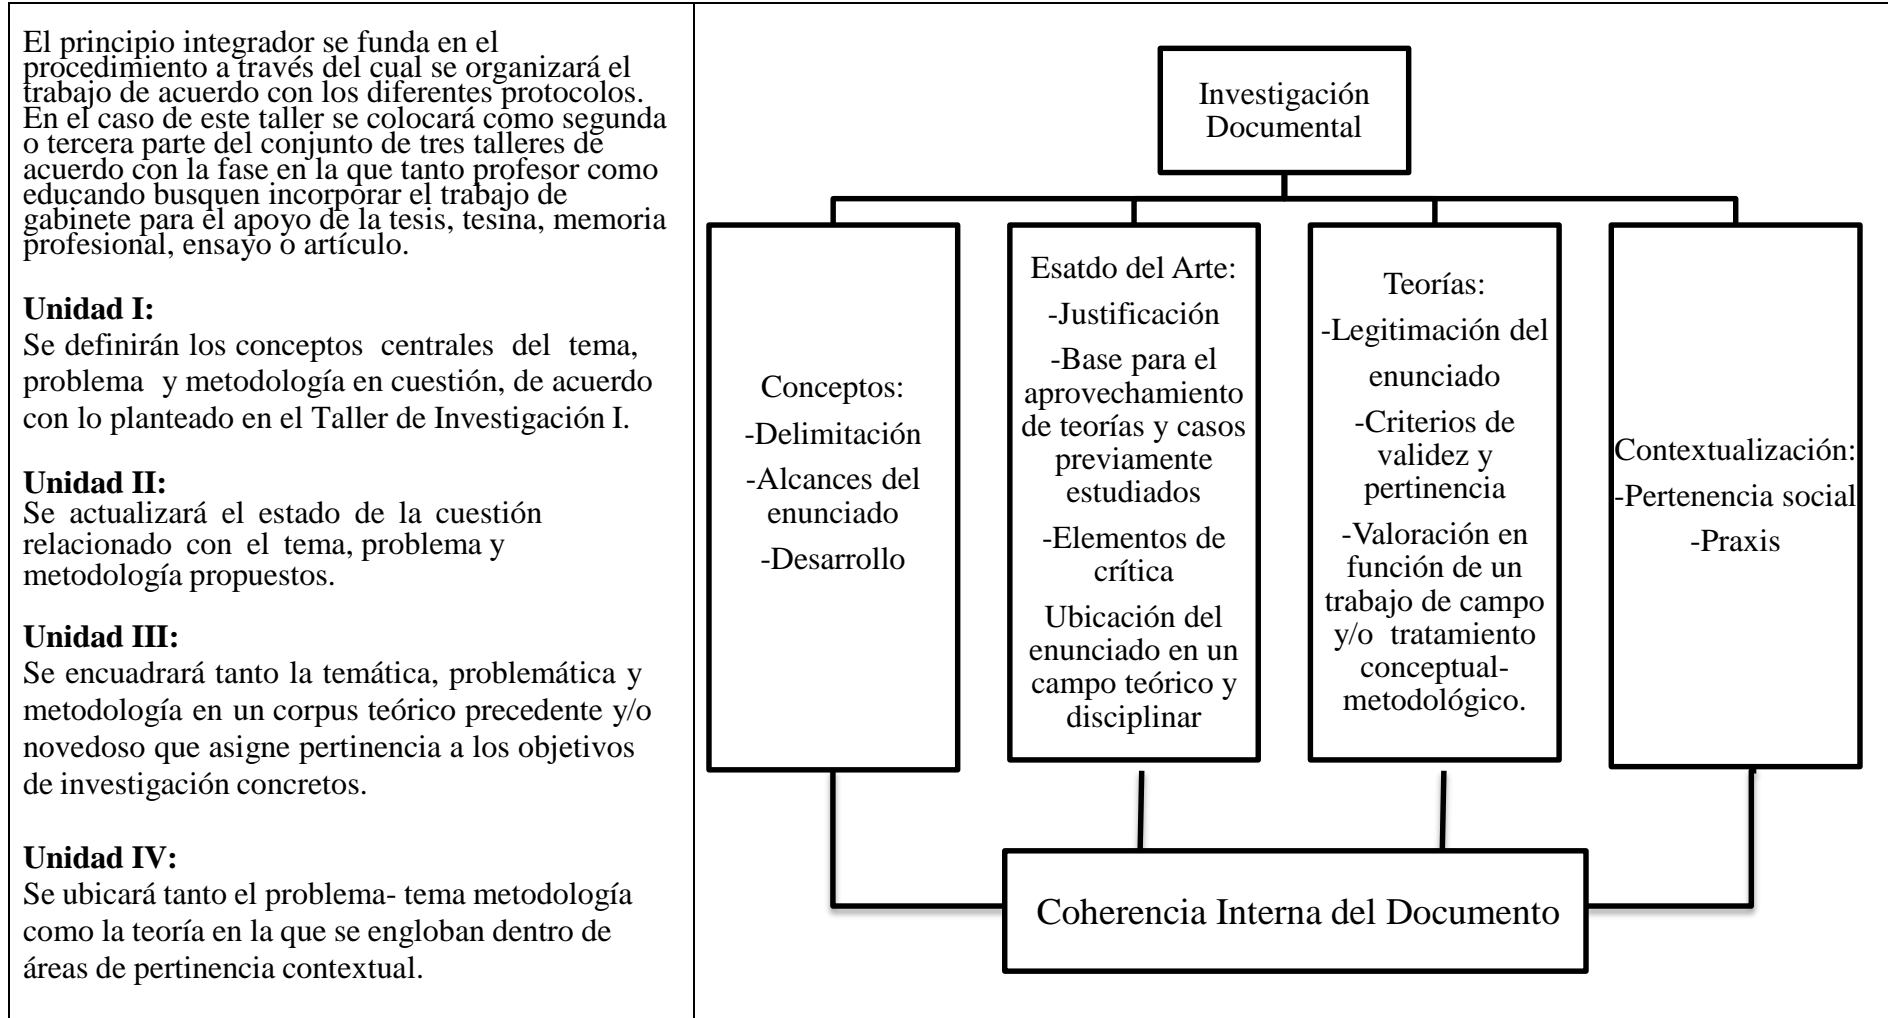 El principio integrador se funda en el
procedimiento a través del cual se organizará el
trabajo de acuerdo con los diferentes protocolos.
En el caso de este taller se colocará como segunda
o tercera parte del conjunto de tres talleres de
acuerdo con la fase en la que tanto profesor como
educando busquen incorporar el trabajo de
gabinete para el apoyo de la tesis, tesina, memoria
profesional, ensayo o artículo.
Unidad I:
Se definirán los conceptos centrales del tema,
problema y metodología en cuestión, de acuerdo
con lo planteado en el Taller de Investigación I.
Unidad II:
Se actualizará el estado de la cuestión
relacionado con el tema, problema y
metodología propuestos.
Unidad III:
Se encuadrará tanto la temática, problemática y
metodología en un corpus teórico precedente y/o
novedoso que asigne pertinencia a los objetivos
de investigación concretos.
Unidad IV:
Se ubicará tanto el problema- tema metodología
como la teoría en la que se engloban dentro de
áreas de pertinencia contextual.
Investigación
Documental
Conceptos:
-Delimitación
-Alcances del
enunciado
-Desarrollo
Esatdo del Arte:
-Justificación
-Base para el
aprovechamiento
de teorías y casos
previamente
estudiados
-Elementos de
crítica
Ubicación del
enunciado en un
campo teórico y
disciplinar
Teorías:
-Legitimación del
enunciado
-Criterios de
validez y
pertinencia
-Valoración en
función de un
trabajo de campo
y/o tratamiento
conceptual-
metodológico.
Contextualización:
-Pertenencia social
-Praxis
Coherencia Interna del Documento